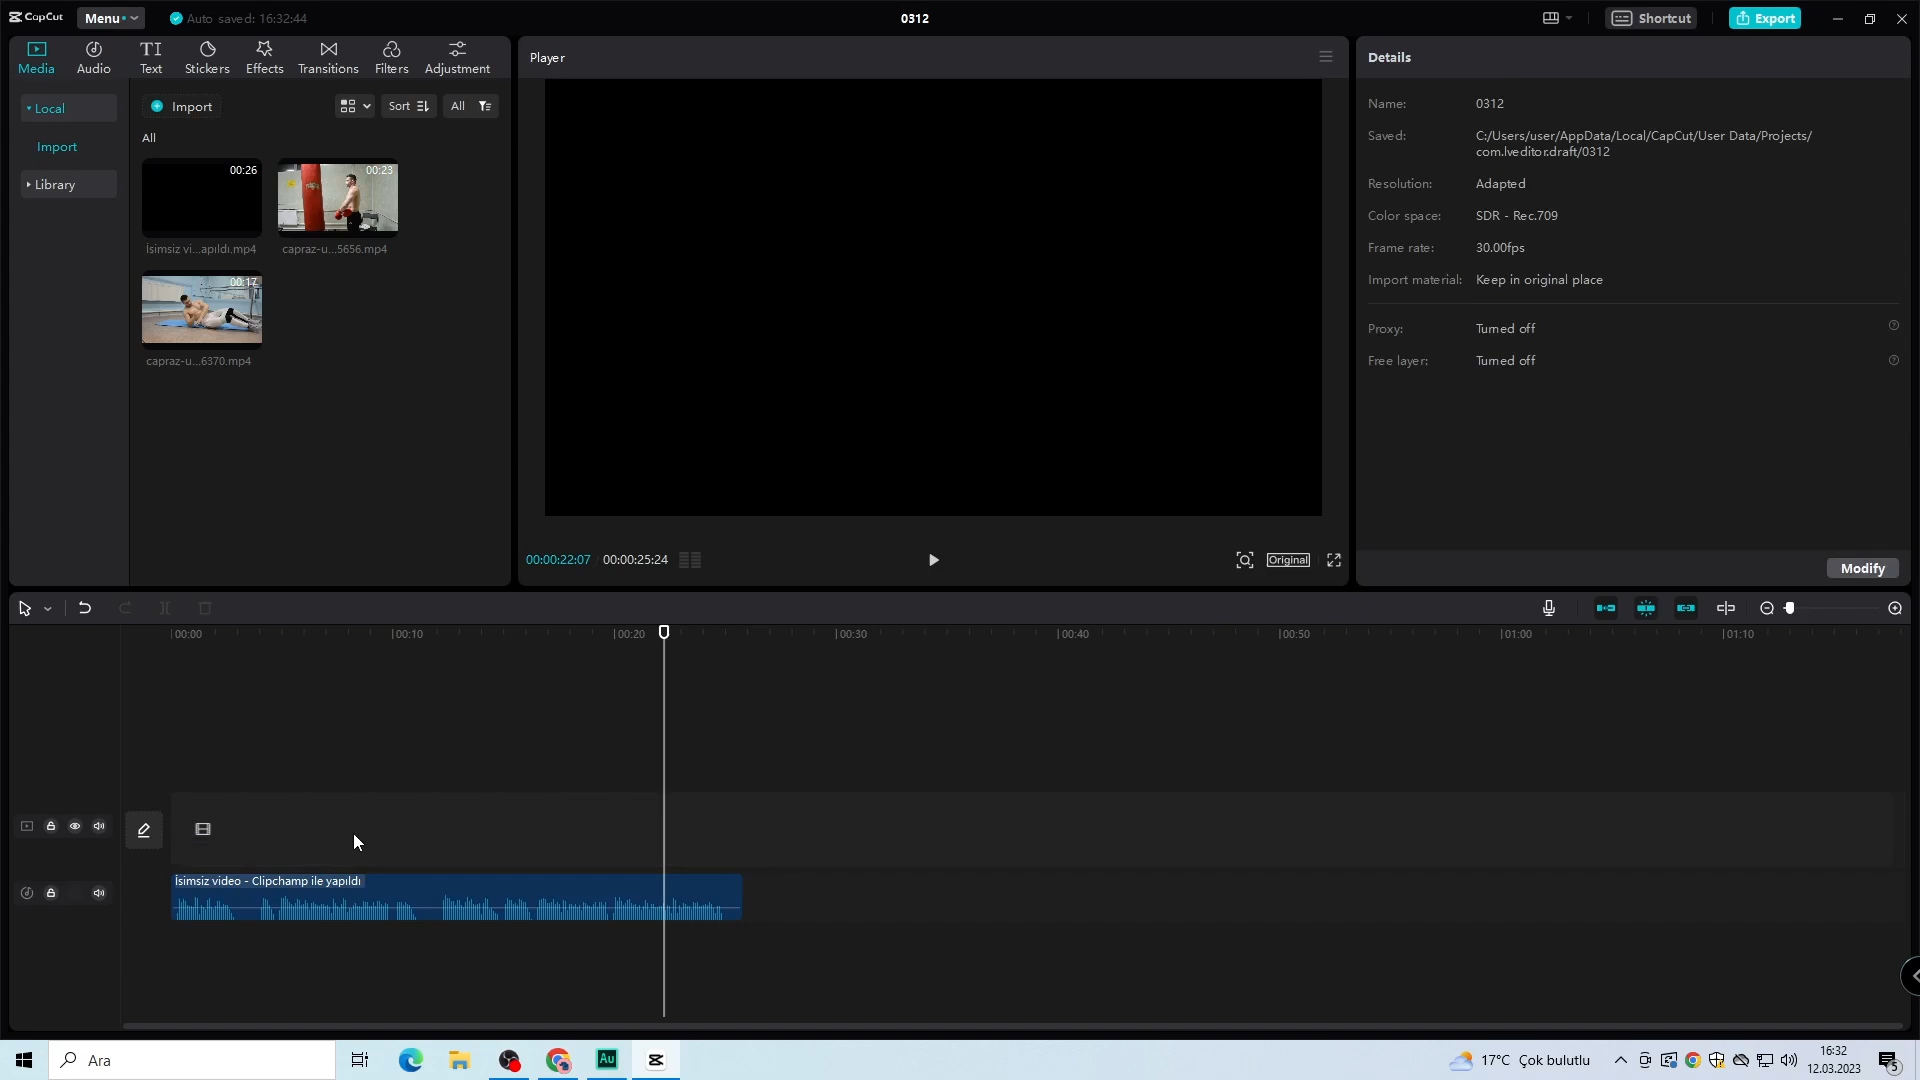 CapCut
Menu
Auto saved: 16:32:44
0312
Shortcut
Export
Media
Audio
Text
Stickers
Effects
Transitions
Filters
Adjustment
Local
Import
Library
Import
Sort
All
All
00:26
İsimsiz vi...apıldı.mp4
00:23
capraz-u...5656.mp4
00:17
capraz-u...6370.mp4
Player
00:00:22:07
00:00:25:24
Original
Details
Name:
0312
Saved:
C:/Users/user/AppData/Local/CapCut/User Data/Projects/
com.lveditor.draft/0312
Resolution:
Adapted
Color space:
SDR - Rec.709
Frame rate:
30.00fps
Import material:
Keep in original place
Proxy:
Turned off
Free layer:
Turned off
Modify
00:00
00:10
00:20
00:30
00:40
00:50
01:00
01:10
İsimsiz video - Clipchamp ile yapıldı
Ara
Au
17°C Çok bulutlu
16:32
12.03.2023
5